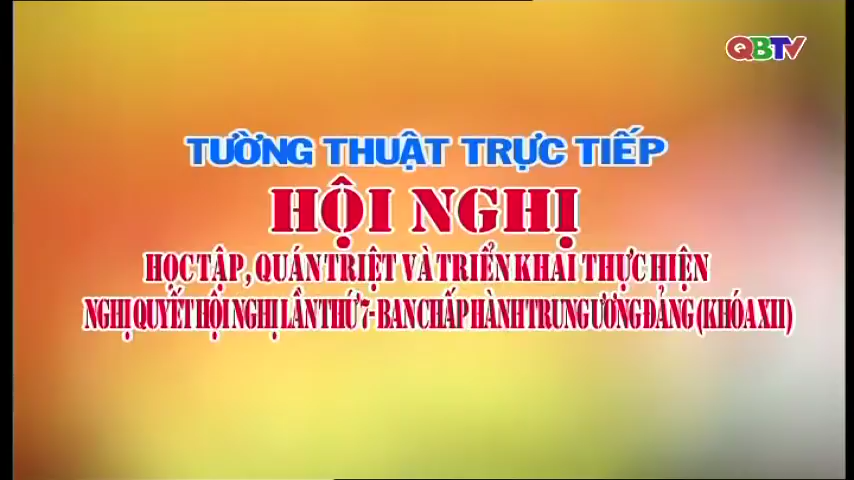 QBTV
TƯỜNG THUẬT TRỰC TIẾP
HỘI NGHỊ
HỌC TẬP, QUÁN TRIỆT VÀ TRIỂN KHAI THỰC HIỆN
NGHỊ QUYẾT HỘI NGHỊ LẦN THỨ 7- BAN CHẤP HÀNH TRUNG ƯƠNG ĐẢNG (KHÓA XII)